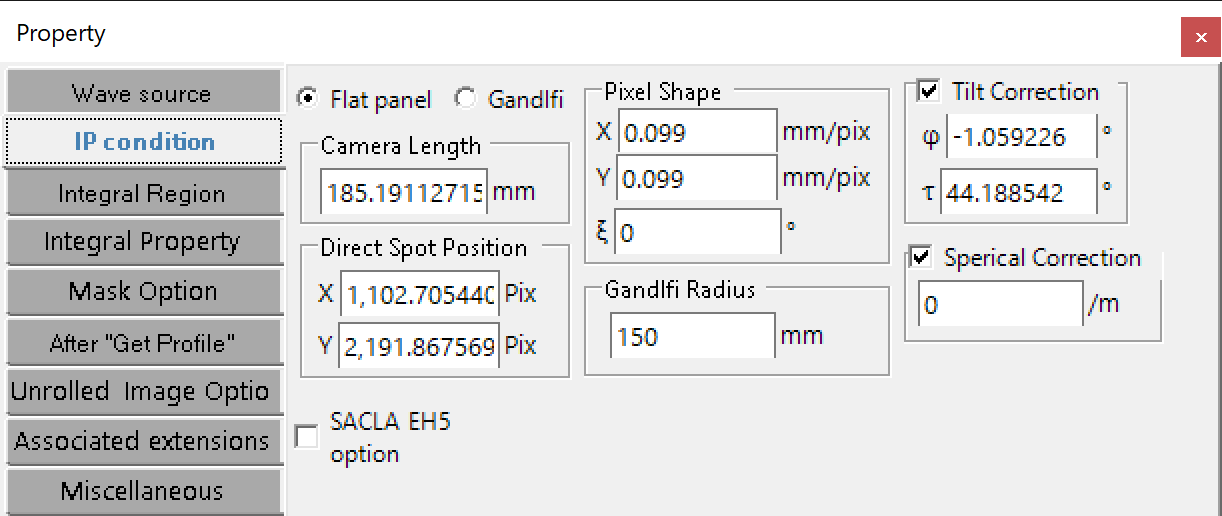 Property
Wave source
IP condition
Integral Region
Integral Property
Mask Option
After "Get Profile"
Unrolled Image Optio
Associated extensions
Miscellaneous
Flat panel Gandlfi
Camera Length
185.19112715 mm
Direct Spot Position
X 1,102.705440 Pix
Y 2,191.867569 Pix
SACLA EH5
option
Pixel Shape
X 0.099 mm/pix
Y 0.099 mm/pix
ξ 0 °
Gandlfi Radius
150 mm
Tilt Correction
φ -1.059226 °
τ 44.188542 °
Sperical Correction
0 /m